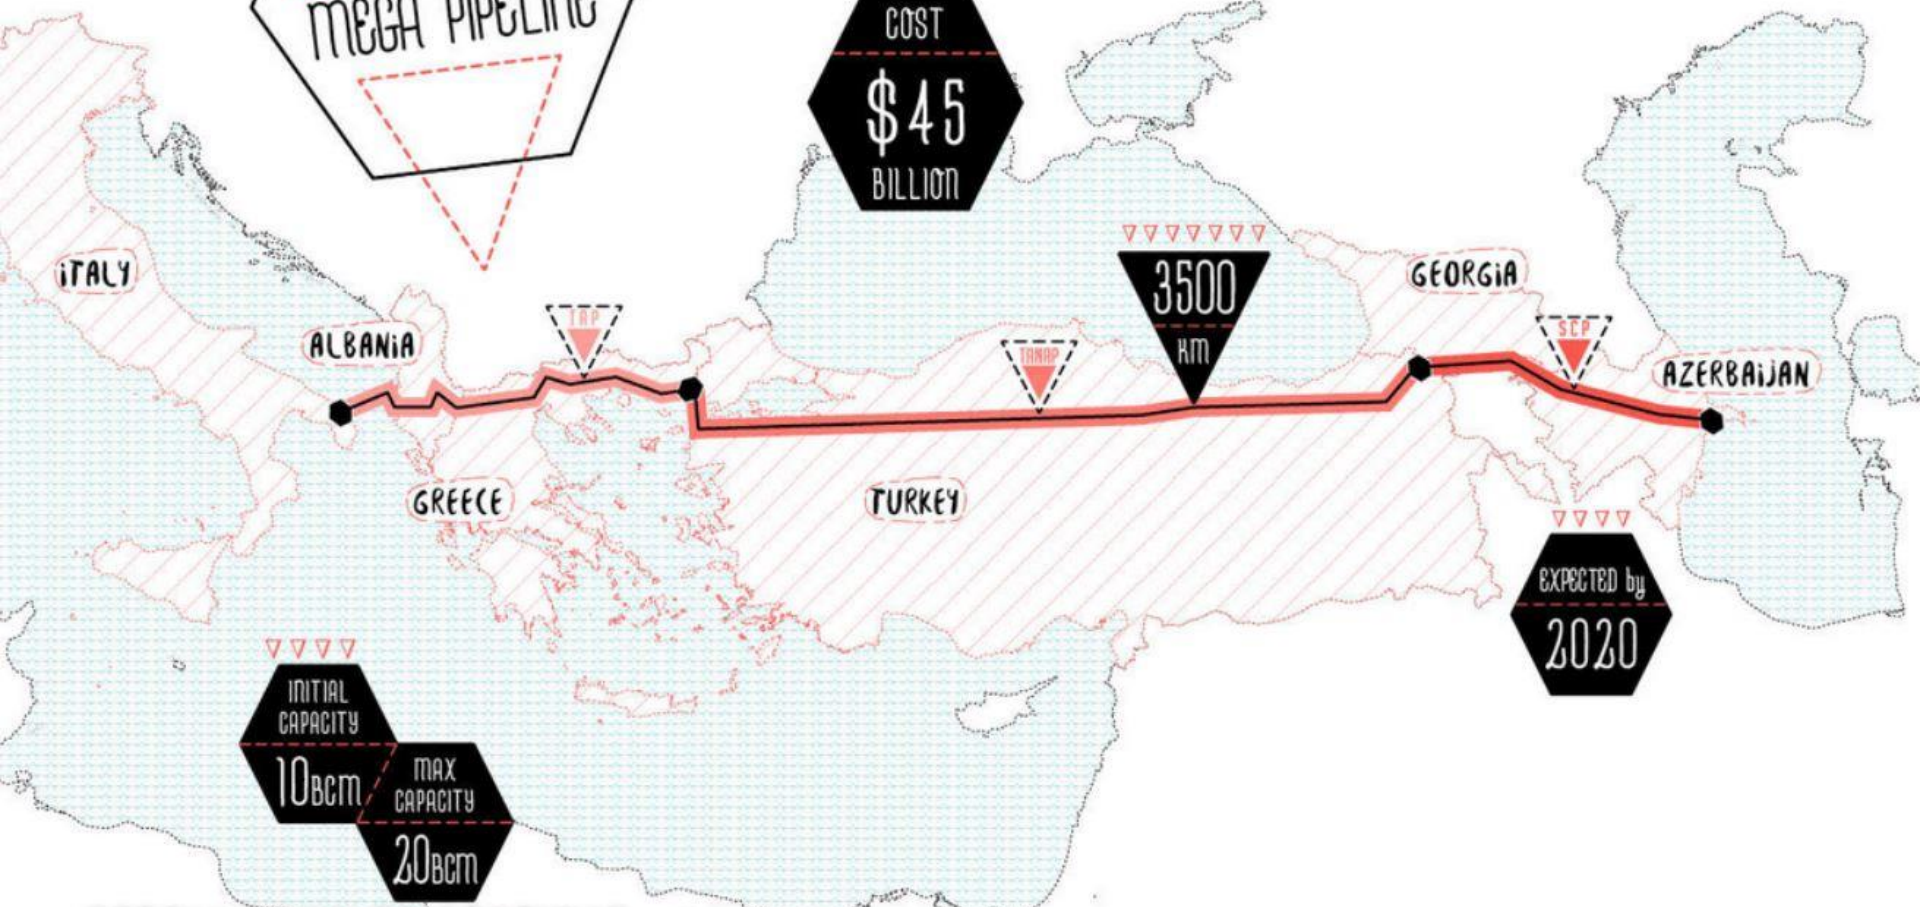 MEGA PIPELINE
COST
$45
BILLION
ITALY
ALBANIA
TAP
GREECE
TURKEY
TANAP
3500
KM
GEORGIA
SCP
AZERBAIJAN
EXPECTED by
2020
INITIAL
CAPACITY
10BCM
MAX
CAPACITY
20BCM